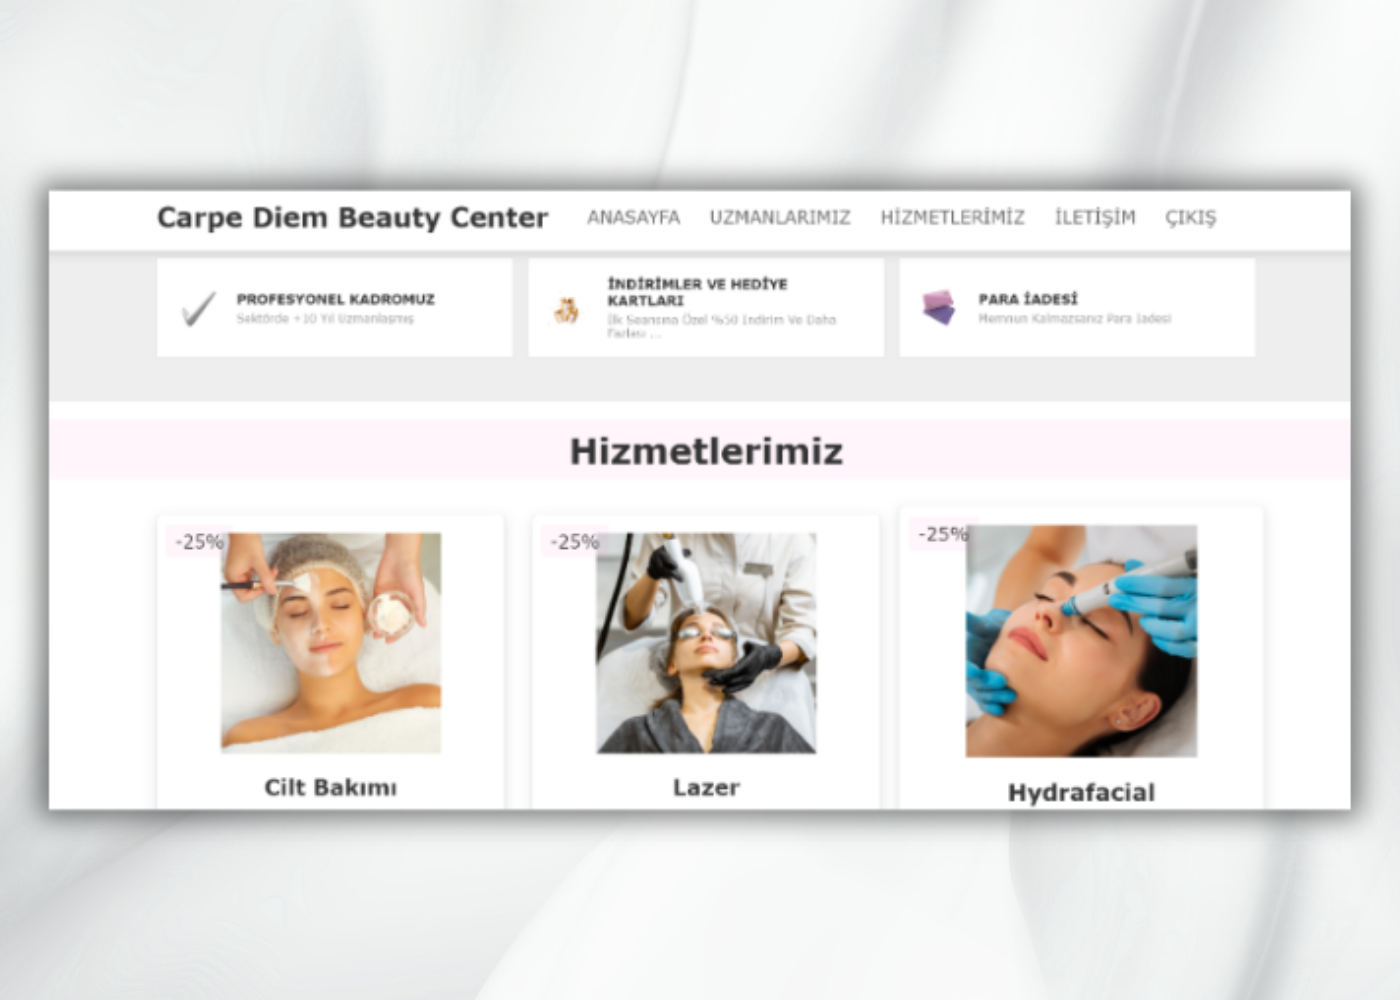 Carpe Diem Beauty Center ANASAYFA UZMANLARIMIZ HİZMETLERİMİZ İLETİŞİM ÇIKIŞ
PROFESYONEL KADROMUZ
Sektörde +10 Yıl Uzmanlaşmış
İNDİRİMLER VE HEDİYE
KARTLARI
İlk Seansına Özel %50 İndirim Ve Daha
Fazlası ...
PARA İADESİ
Memnun Kalmazsanız Para İadesi
Hizmetlerimiz
-25%
Cilt Bakımı
-25%
Lazer
-25%
Hydrafacial